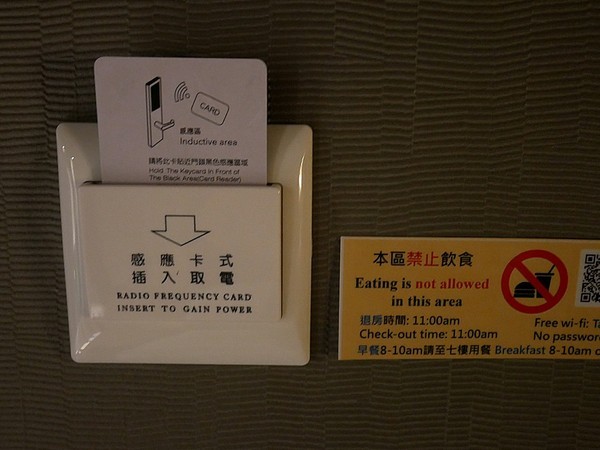 CARD
感應區
Inductive area
請將此卡貼近門鎖黑色感應區域
Hold The Keycard in Front of
The Black Area(Card Reader)
感應卡式
插入取電
RADIO FREQUENCY CARD
INSERT TO GAIN POWER
本區禁止飲食
Eating is not allowed
in this area
退房時間: 11:00am
Check-out time: 11:00am
Free wi-fi:
No password
早餐8-10am請至七樓用餐 Breakfast 8-10am